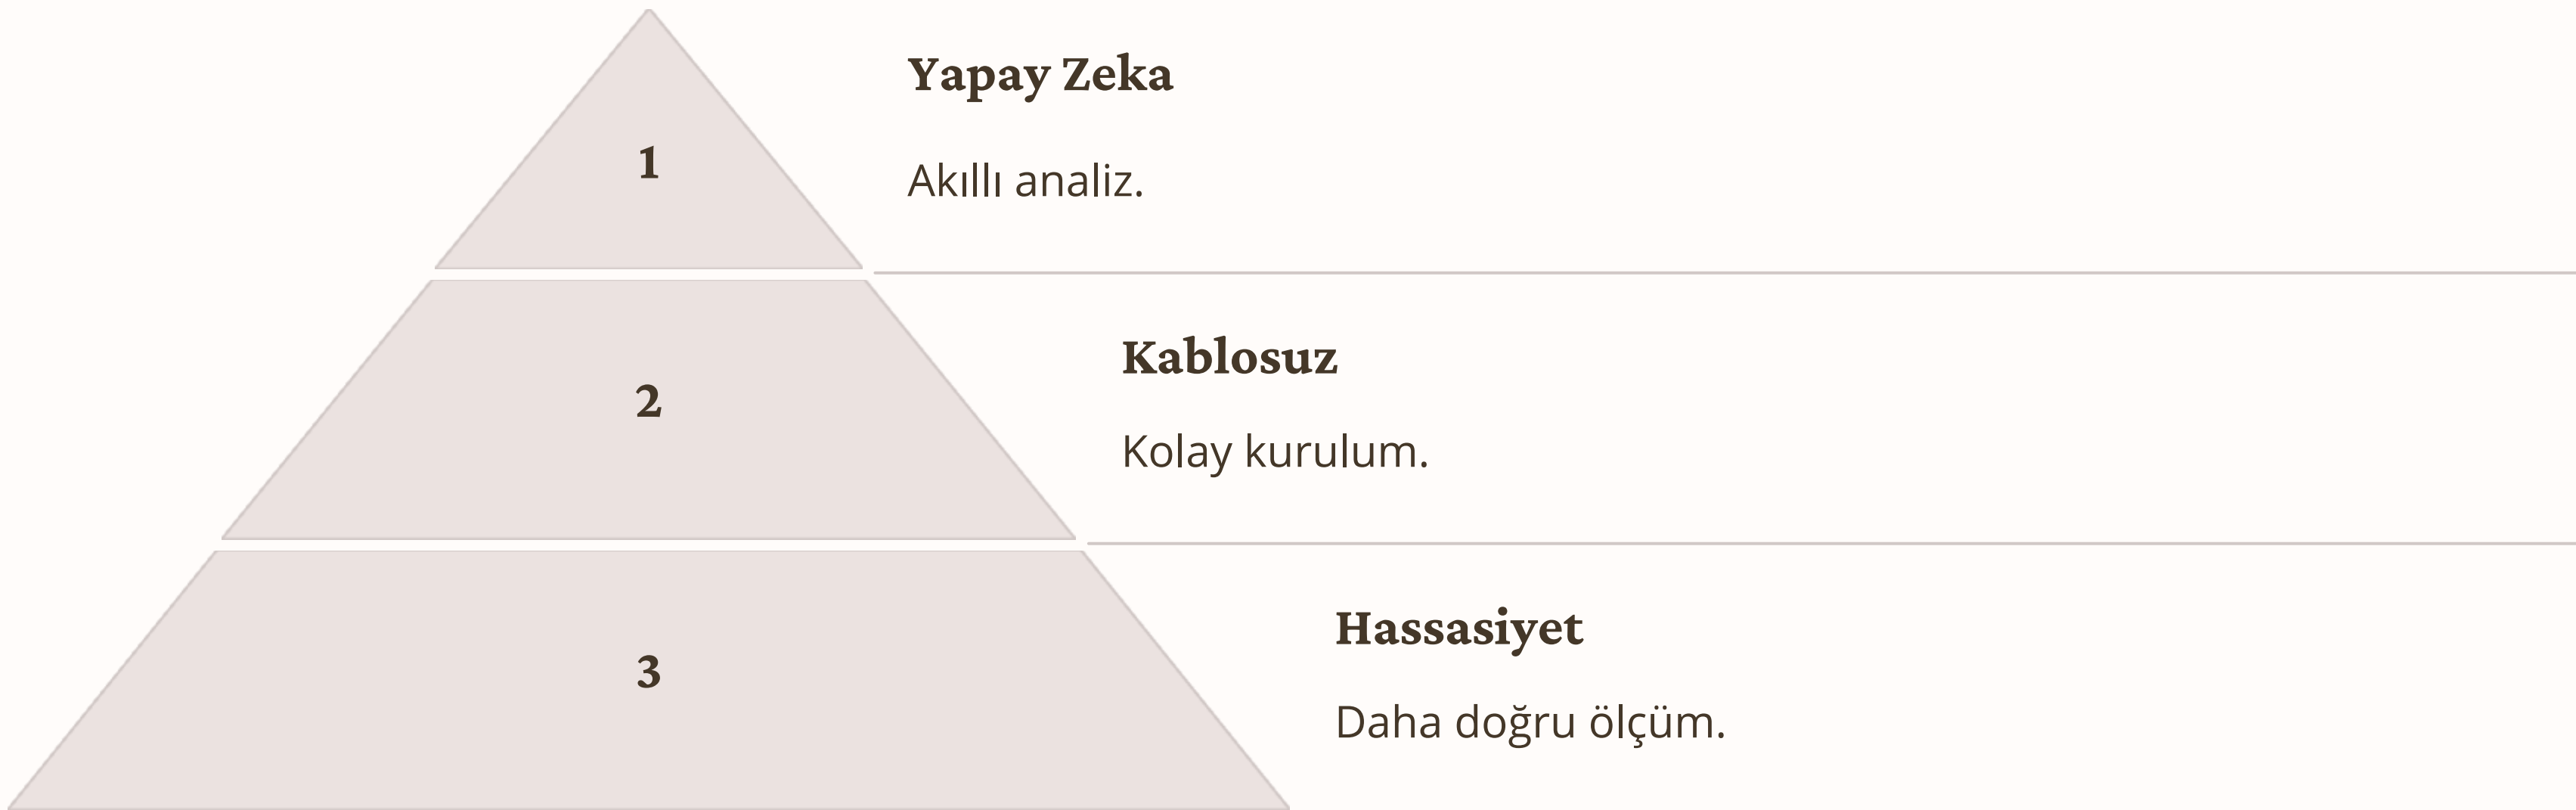 1
Yapay Zeka
Akıllı analiz.
2
Kablosuz
Kolay kurulum.
3
Hassasiyet
Daha doğru ölçüm.